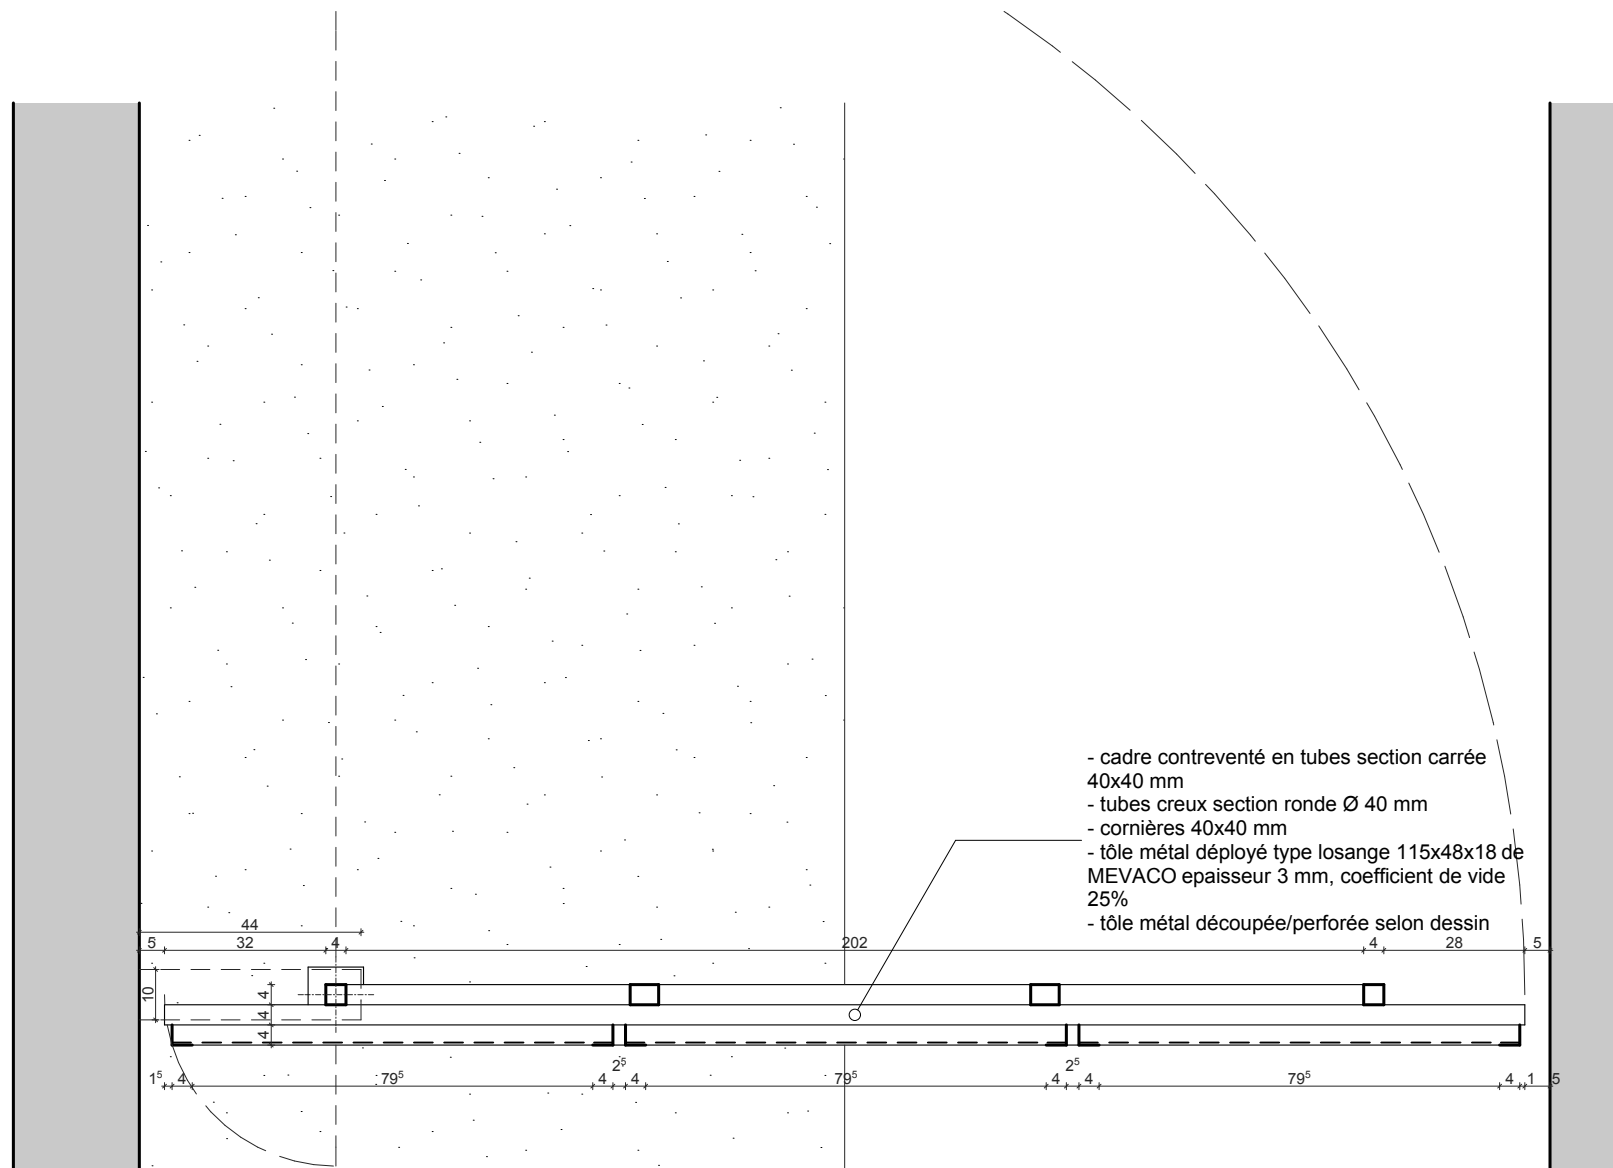 - cadre contreventé en tubes section carrée
40x40 mm
- tubes creux section ronde Ø 40 mm
- cornières 40x40 mm
- tôle métal déployé type losange 115x48x18 de
MEVACO epaisseur 3 mm, coefficient de vide
25%
- tôle métal découpée/perforée selon dessin
44
5 32 4 202 4 28 5
10
4
4
4
2⁵ 2⁵
1⁵ 4 79⁵ 4 4 79⁵ 4 4 79⁵ 4 1 5